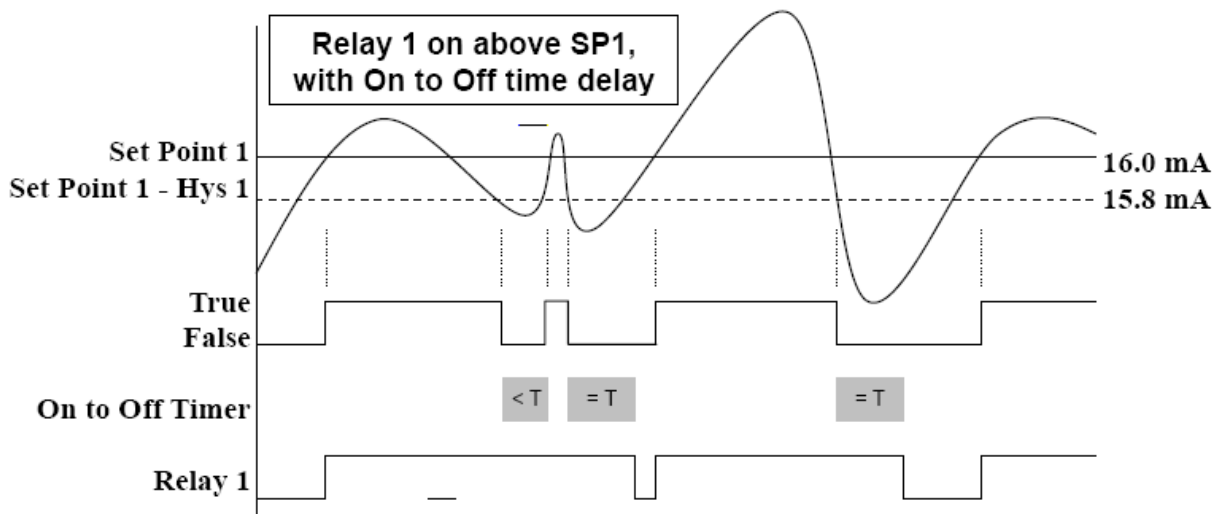 Relay 1 on above SP1,
with On to Off time delay
Set Point 1
16.0 mA
Set Point 1 - Hys 1
15.8 mA
True
False
On to Off Timer
< T
= T
= T
Relay 1